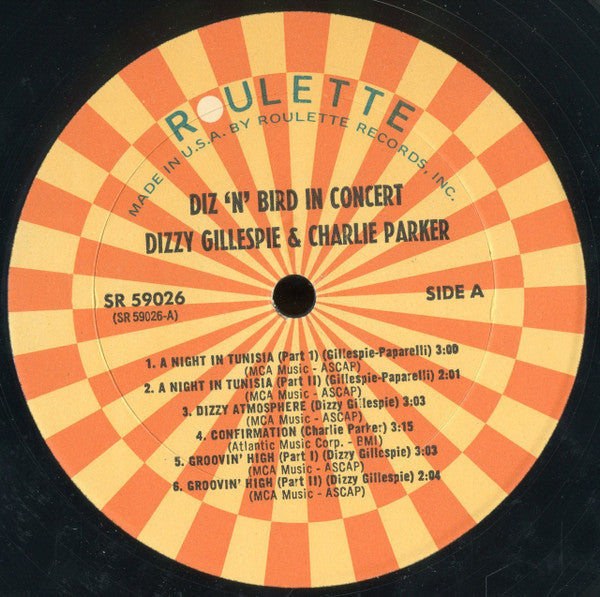 ROULETTE
MADE IN U.S.A. BY ROULETTE RECORDS, INC.
DIZ 'N' BIRD IN CONCERT
DIZZY GILLESPIE & CHARLIE PARKER
SR 59026
(SR 59026-A)
SIDE A
1. A NIGHT IN TUNISIA (Part 1) (Gillespie-Paparelli) 3:00
(MCA Music - ASCAP)
2. A NIGHT IN TUNISIA (Part II) (Gillespie-Paparelli) 2:01
(MCA Music - ASCAP)
3. DIZZY ATMOSPHERE (Dizzy Gillespie) 3:03
(MCA Music - ASCAP)
4. CONFIRMATION (Charlie Parker) 3:15
(Atlantic Music Corp. - BMI)
5. GROOVIN' HIGH (Part I) (Dizzy Gillespie) 3:03
(MCA Music - ASCAP)
6. GROOVIN' HIGH (Part II) (Dizzy Gillespie) 2:04
(MCA Music - ASCAP)